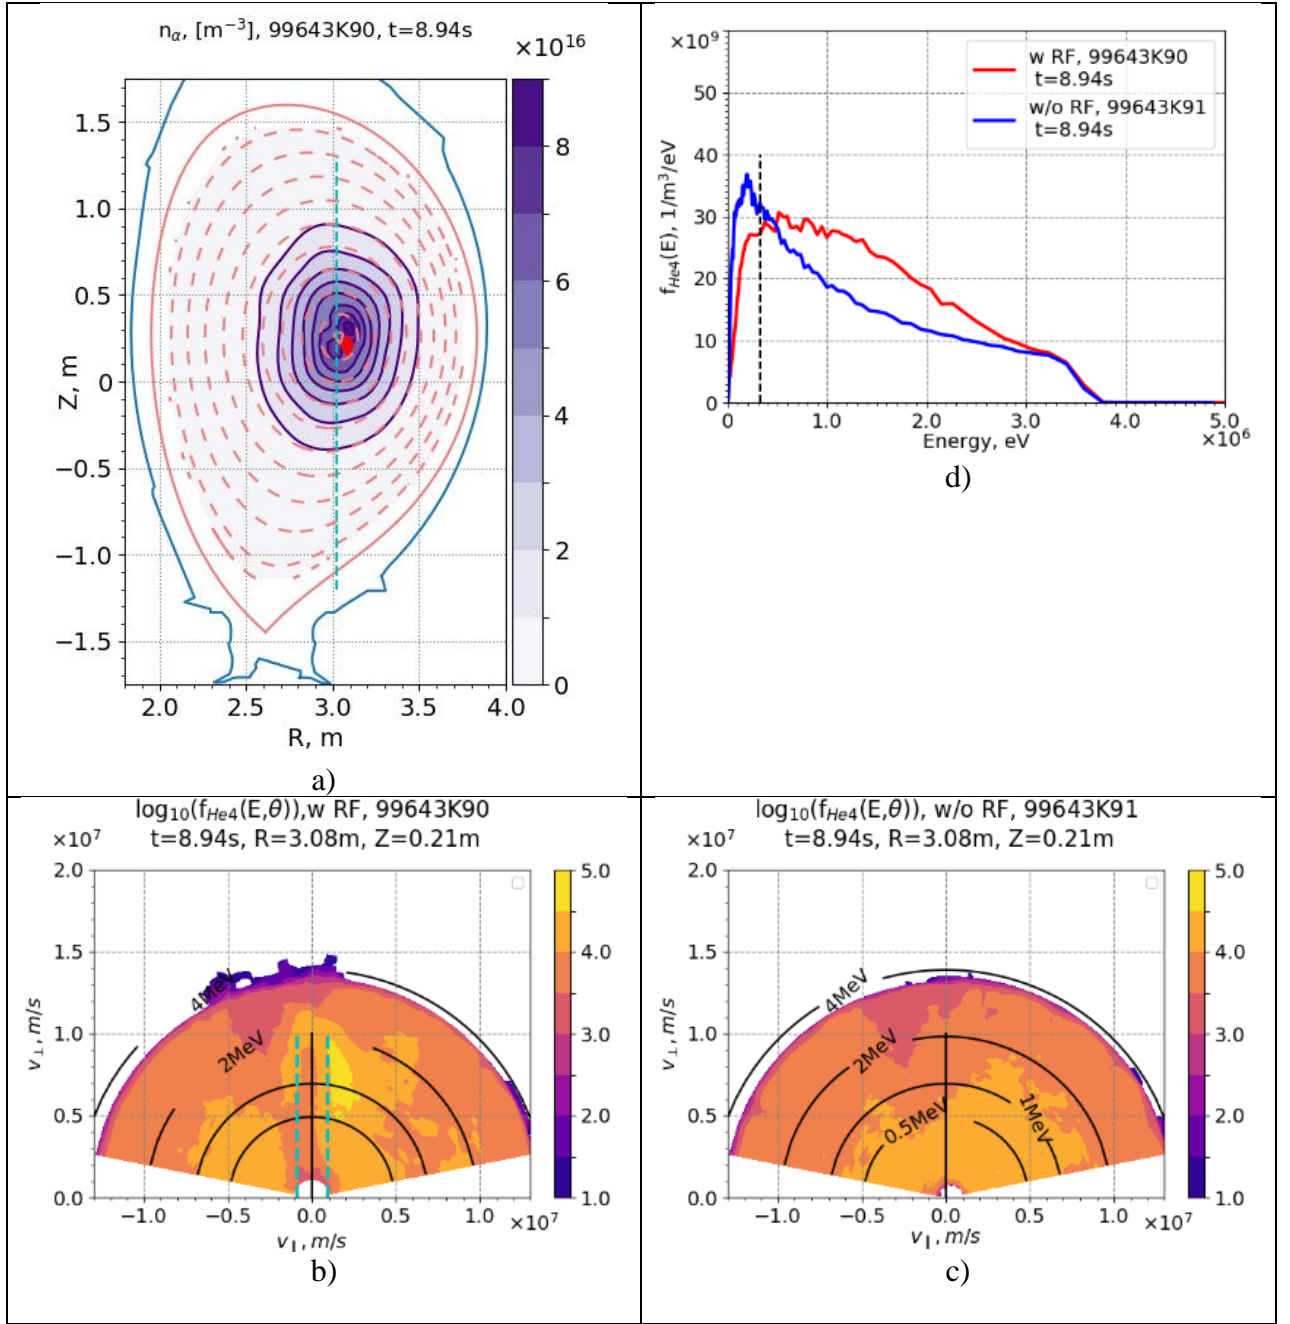 n_α, [m⁻³], 99643K90, t=8.94s
×10¹⁶
8
6
4
2
0
1.5
1.0
0.5
0
−0.5
−1.0
−1.5
Z, m
2.0 2.5 3.0 3.5 4.0
R, m
a)
×10⁹
50
40
30
20
10
0
f_He4(E), 1/m³/eV
w RF, 99643K90
t=8.94s
w/o RF, 99643K91
t=8.94s
0 1.0 2.0 3.0 4.0 5.0
Energy, eV
×10⁶
d)
log₁₀(f_He4(E,θ)),w RF, 99643K90
t=8.94s, R=3.08m, Z=0.21m
×10⁷
2.0
1.5
1.0
0.5
0.0
v_⊥, m/s
4MeV
2MeV
5.0
4.0
3.0
2.0
1.0
−1.0 −0.5 0.0 0.5 1.0
×10⁷
v_∥, m/s
b)
log₁₀(f_He4(E,θ)), w/o RF, 99643K91
t=8.94s, R=3.08m, Z=0.21m
×10⁷
2.0
1.5
1.0
0.5
0.0
v_⊥, m/s
4MeV
2MeV
1MeV
0.5MeV
5.0
4.0
3.0
2.0
1.0
−1.0 −0.5 0.0 0.5 1.0
×10⁷
v_∥, m/s
c)